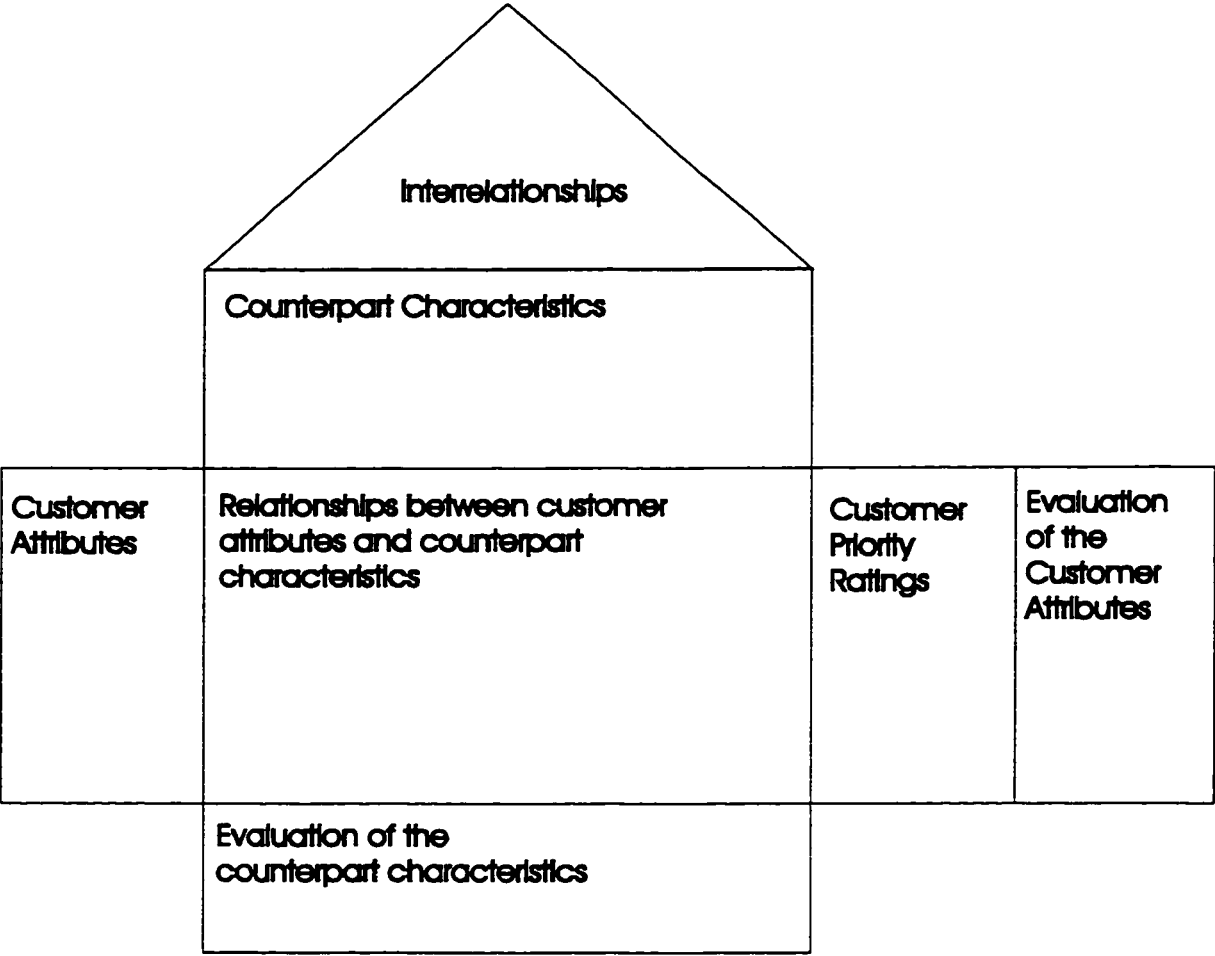 Interrelationships
Counterpart Characteristics
Customer
Attributes
Relationships between customer
attributes and counterpart
characteristics
Customer
Priority
Ratings
Evaluation
of the
Customer
Attributes
Evaluation of the
counterpart characteristics